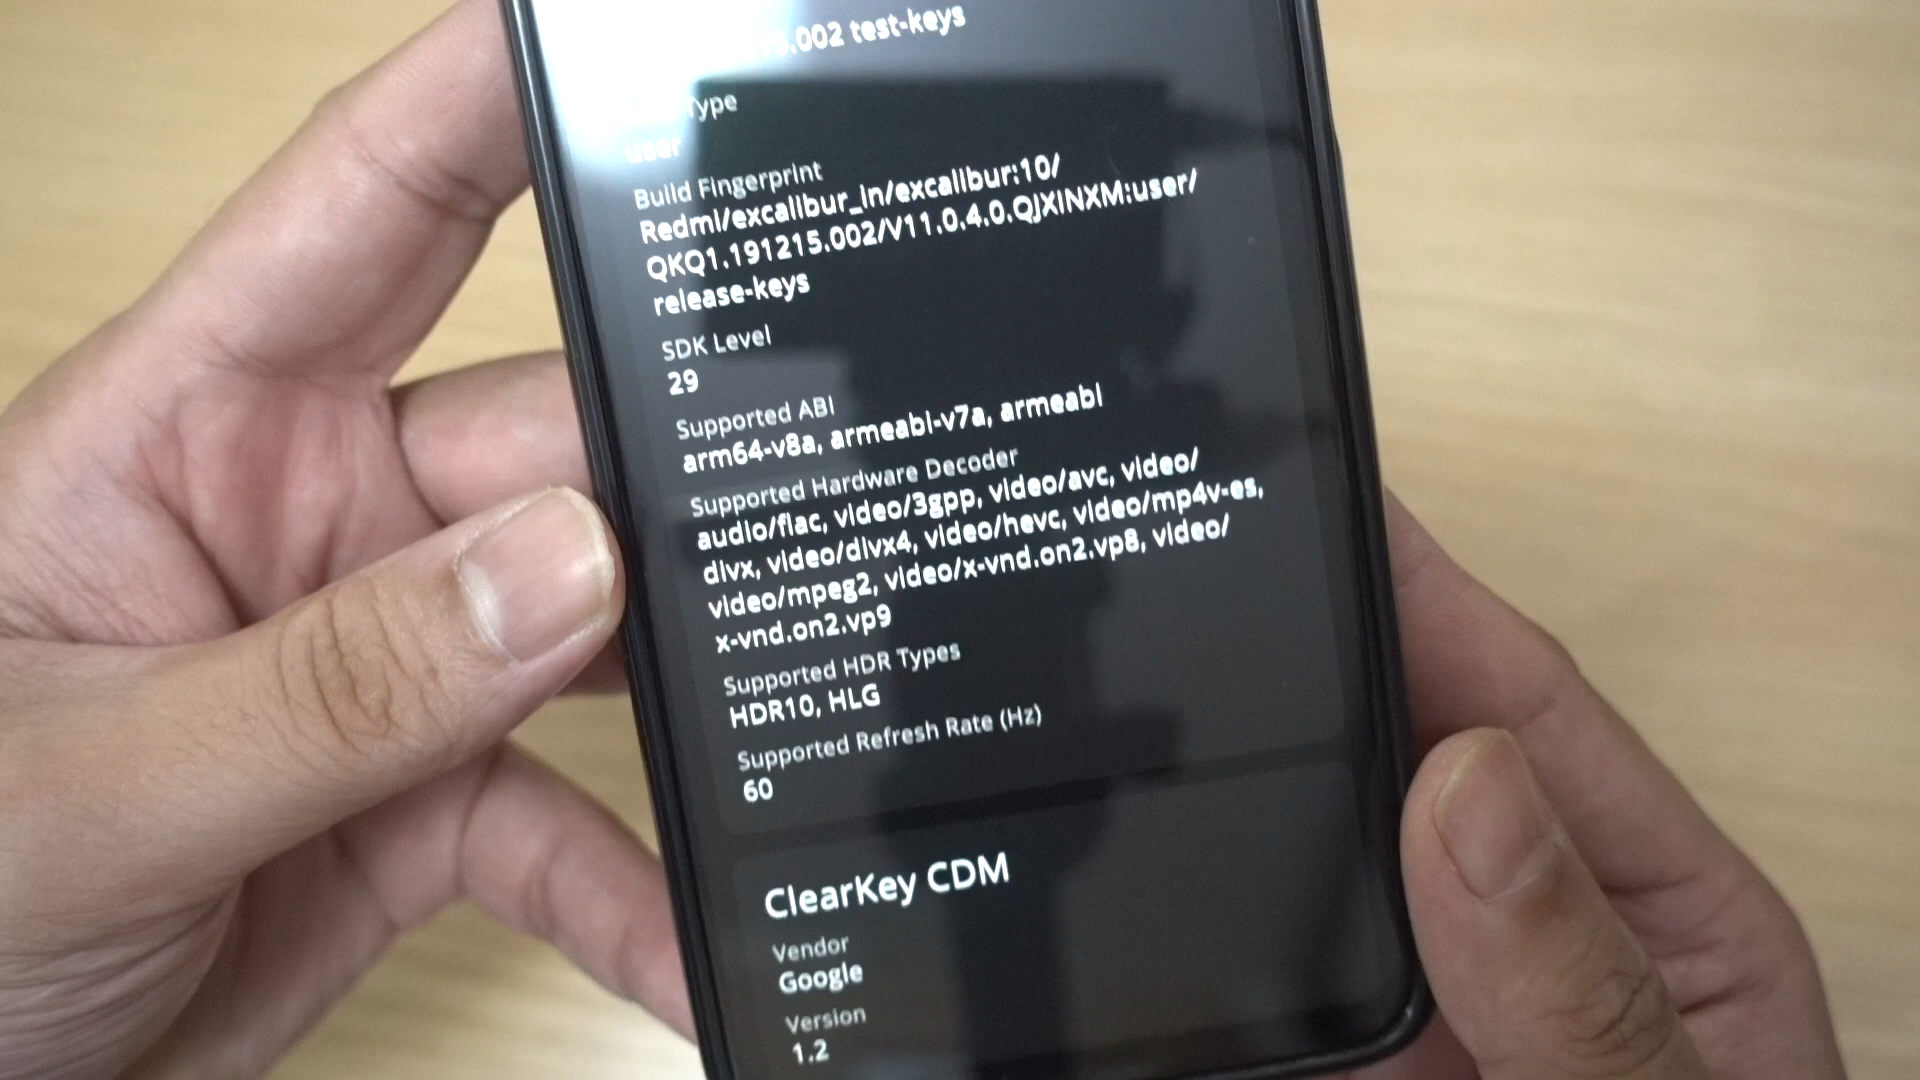 .002 test-keys
Type
user
Build Fingerprint
Redmi/excalibur_in/excalibur:10/
QKQ1.191215.002/V11.0.4.0.QJXINXM:user/
release-keys
SDK Level
29
Supported ABI
arm64-v8a, armeabi-v7a, armeabi
Supported Hardware Decoder
audio/flac, video/3gpp, video/avc, video/
divx, video/divx4, video/hevc, video/mp4v-es,
video/mpeg2, video/x-vnd.on2.vp8, video/
x-vnd.on2.vp9
Supported HDR Types
HDR10, HLG
Supported Refresh Rate (Hz)
60
ClearKey CDM
Vendor
Google
Version
1.2